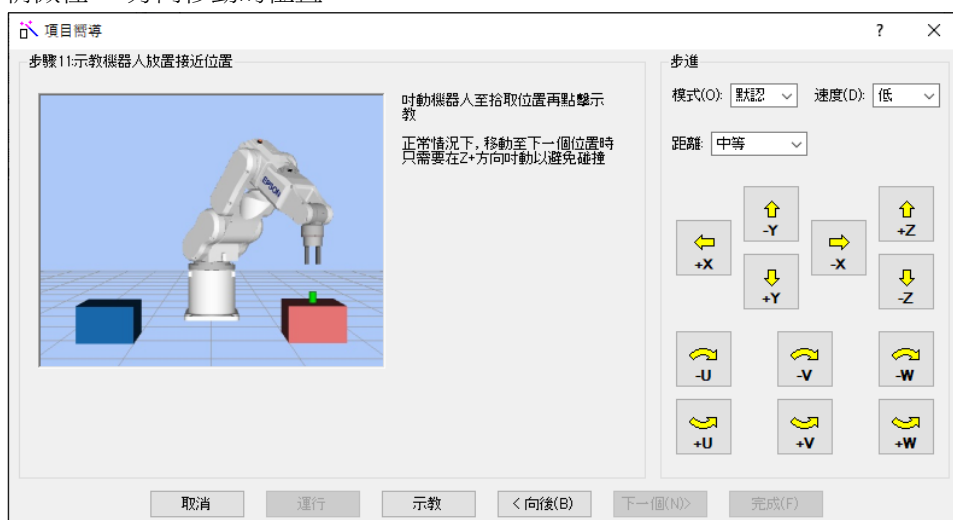 項目嚮導
?
步驟11:示教機器人放置接近位置
吋動機器人至拾取位置再點擊示
教
正常情況下,移動至下一個位置時
只需要在Z+方向吋動以避免碰撞
EPSON
步進
模式(O): 默認 速度(D): 低
距離: 中等
-Y
+Z
+X
-X
+Y
-Z
-U -V -W
+U +V +W
取消 運行 示教 < 向後(B) 下一個(N)> 完成(F)